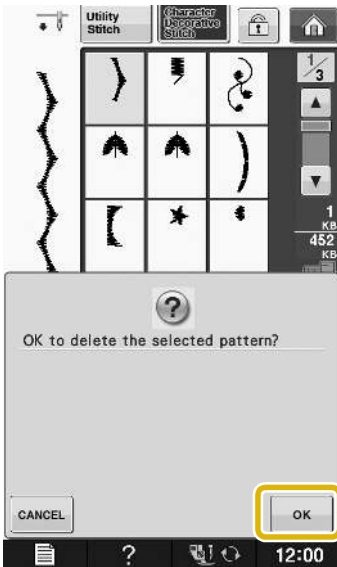 Utility
Stitch
Character
Decorative
Stitch
1/3
1
KB
452
KB
?
OK to delete the selected pattern?
CANCEL
OK
?
12:00